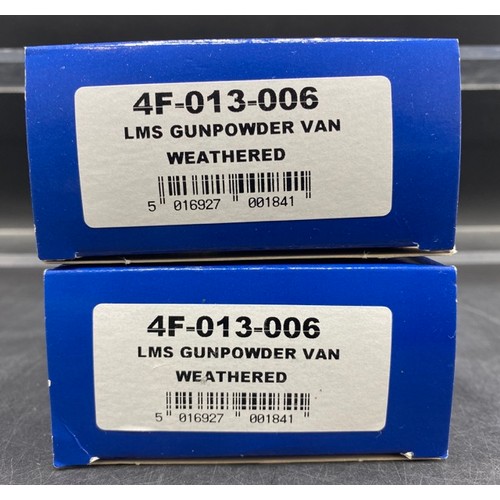 4F-013-006
LMS GUNPOWDER VAN
WEATHERED
5 016927 001841
4F-013-006
LMS GUNPOWDER VAN
WEATHERED
5 016927 001841